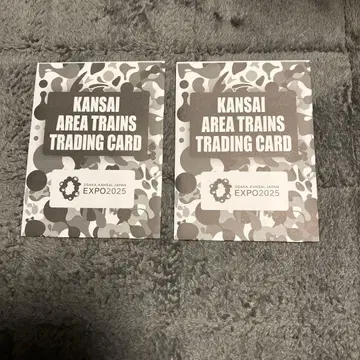 KANSAI
AREA TRAINS
TRADING CARD
OSAKA, KANSAI, JAPAN
EXPO2025
KANSAI
AREA TRAINS
TRADING CARD
OSAKA, KANSAI, JAPAN
EXPO2025